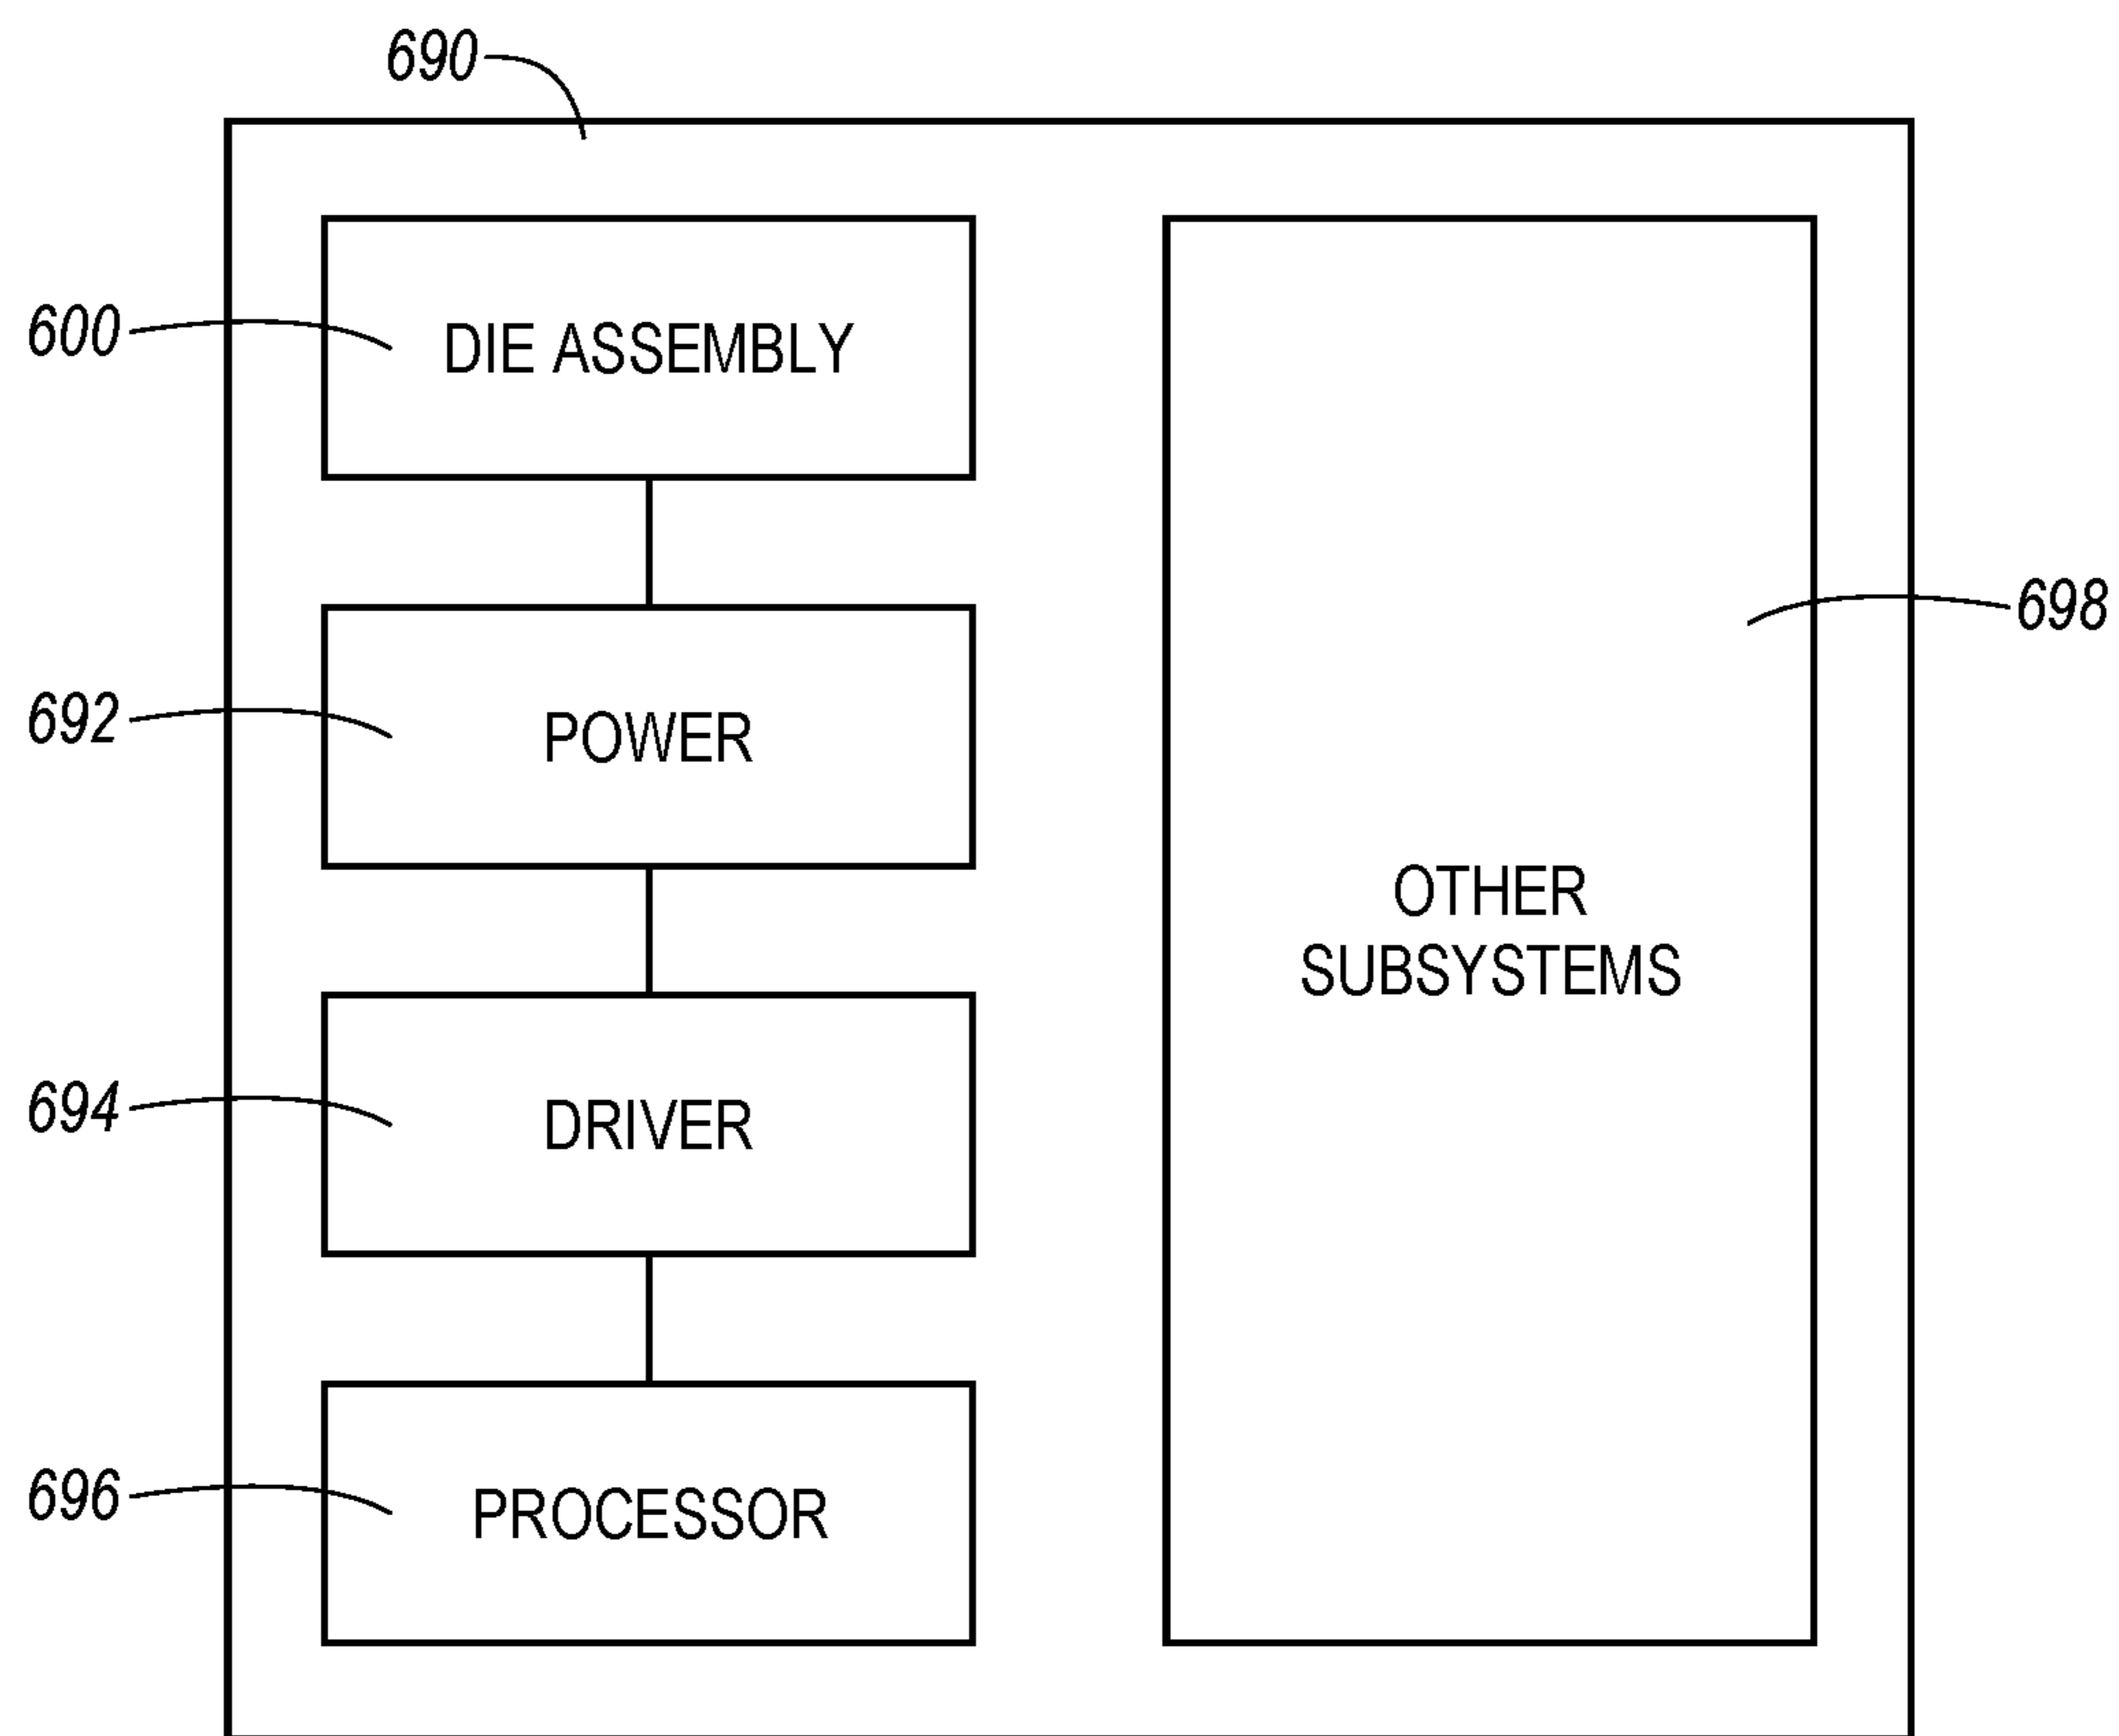 690
600
DIE ASSEMBLY
692
POWER
694
DRIVER
696
PROCESSOR
698
OTHER
SUBSYSTEMS